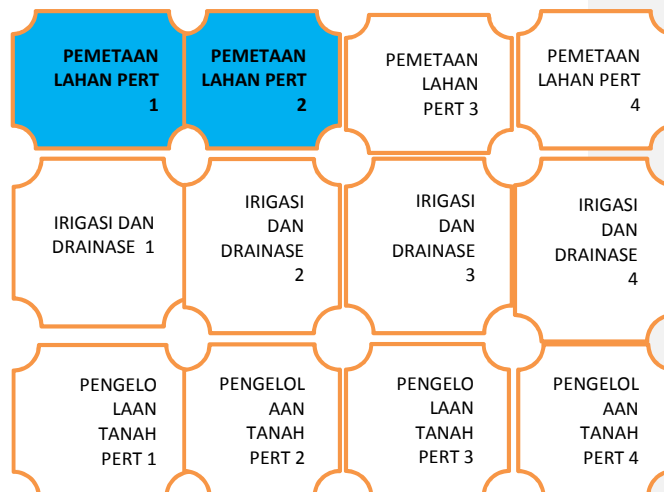 PEMETAAN
LAHAN PERT
1
PEMETAAN
LAHAN PERT
2
PEMETAAN
LAHAN
PERT 3
PEMETAAN
LAHAN PERT
4
IRIGASI DAN
DRAINASE 1
IRIGASI
DAN
DRAINASE
2
IRIGASI
DAN
DRAINASE
3
IRIGASI
DAN
DRAINASE
4
PENGELO
LAAN
TANAH
PERT 1
PENGELOL
AAN
TANAH
PERT 2
PENGELO
LAAN
TANAH
PERT 3
PENGELOL
AAN
TANAH
PERT 4